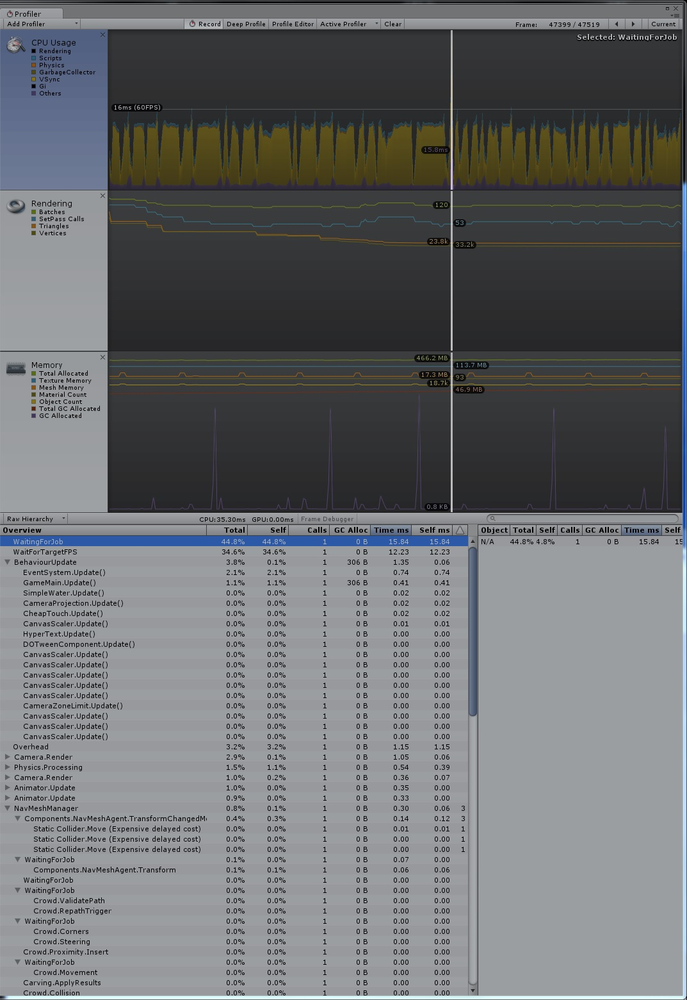 Profiler
Add Profiler Record Deep Profile Profile Editor Active Profiler Clear Frame: 47399 / 47519 Current
CPU Usage
Rendering
Scripts
Physics
GarbageCollector
VSync
Gi
Others
Selected: WaitingForJob
16ms (60FPS)
15.8ms
Rendering
Batches
SetPass Calls
Triangles
Vertices
120
53
23.8k
33.2k
Memory
Total Allocated
Texture Memory
Mesh Memory
Material Count
Object Count
Total GC Allocated
GC Allocated
466.2 MB
113.7 MB
17.3 MB
93
18.7k
46.9 MB
0.8 KB
Raw Hierarchy CPU:35.30ms GPU:0.00ms Frame Debugger
Overview Total Self Calls GC Alloc Time ms Self ms
WaitingForJob 44.8% 44.8% 1 0 B 15.84 15.84
WaitForTargetFPS 34.6% 34.6% 1 0 B 12.23 12.23
BehaviourUpdate 3.8% 0.1% 1 306 B 1.35 0.06
EventSystem.Update() 2.1% 2.1% 1 0 B 0.74 0.74
GameMain.Update() 1.1% 1.1% 1 306 B 0.41 0.41
SimpleWater.Update() 0.0% 0.0% 1 0 B 0.02 0.02
CameraProjection.Update() 0.0% 0.0% 1 0 B 0.02 0.02
CheapTouch.Update() 0.0% 0.0% 1 0 B 0.02 0.02
CanvasScaler.Update() 0.0% 0.0% 1 0 B 0.01 0.01
HyperText.Update() 0.0% 0.0% 1 0 B 0.00 0.00
DOTweenComponent.Update() 0.0% 0.0% 1 0 B 0.00 0.00
CanvasScaler.Update() 0.0% 0.0% 1 0 B 0.00 0.00
CanvasScaler.Update() 0.0% 0.0% 1 0 B 0.00 0.00
CanvasScaler.Update() 0.0% 0.0% 1 0 B 0.00 0.00
CanvasScaler.Update() 0.0% 0.0% 1 0 B 0.00 0.00
CanvasScaler.Update() 0.0% 0.0% 1 0 B 0.00 0.00
CameraZoneLimit.Update() 0.0% 0.0% 1 0 B 0.00 0.00
CanvasScaler.Update() 0.0% 0.0% 1 0 B 0.00 0.00
CanvasScaler.Update() 0.0% 0.0% 1 0 B 0.00 0.00
CanvasScaler.Update() 0.0% 0.0% 1 0 B 0.00 0.00
Overhead 3.2% 3.2% 1 0 B 1.15 1.15
Camera.Render 2.9% 0.1% 1 0 B 1.05 0.06
Physics.Processing 1.5% 1.1% 1 0 B 0.54 0.39
Camera.Render 1.0% 0.2% 1 0 B 0.36 0.07
Animator.Update 1.0% 0.0% 1 0 B 0.35 0.00
Animator.Update 0.9% 0.0% 1 0 B 0.33 0.00
NavMeshManager 0.8% 0.1% 1 0 B 0.30 0.06 3
Components.NavMeshAgent.TransformChangedM 0.4% 0.3% 1 0 B 0.14 0.12 3
Static Collider.Move (Expensive delayed cost) 0.0% 0.0% 1 0 B 0.01 0.01 1
Static Collider.Move (Expensive delayed cost) 0.0% 0.0% 1 0 B 0.00 0.00 1
Static Collider.Move (Expensive delayed cost) 0.0% 0.0% 1 0 B 0.00 0.00 1
WaitingForJob 0.1% 0.0% 1 0 B 0.07 0.00
Components.NavMeshAgent.Transform 0.1% 0.1% 1 0 B 0.06 0.06
WaitingForJob 0.0% 0.0% 1 0 B 0.00 0.00
WaitingForJob 0.0% 0.0% 1 0 B 0.00 0.00
Crowd.ValidatePath 0.0% 0.0% 1 0 B 0.00 0.00
Crowd.RepathTrigger 0.0% 0.0% 1 0 B 0.00 0.00
WaitingForJob 0.0% 0.0% 1 0 B 0.00 0.00
Crowd.Corners 0.0% 0.0% 1 0 B 0.00 0.00
Crowd.Steering 0.0% 0.0% 1 0 B 0.00 0.00
Crowd.Proximity.Insert 0.0% 0.0% 1 0 B 0.00 0.00
WaitingForJob 0.0% 0.0% 1 0 B 0.00 0.00
Crowd.Movement 0.0% 0.0% 1 0 B 0.00 0.00
Carving.ApplyResults 0.0% 0.0% 1 0 B 0.00 0.00
Crowd.Collision 0.0% 0.0% 1 0 B 0.00 0.00
Object Total Self Calls GC Alloc Time ms Self
N/A 44.8% 4.8% 1 0 B 15.84 15